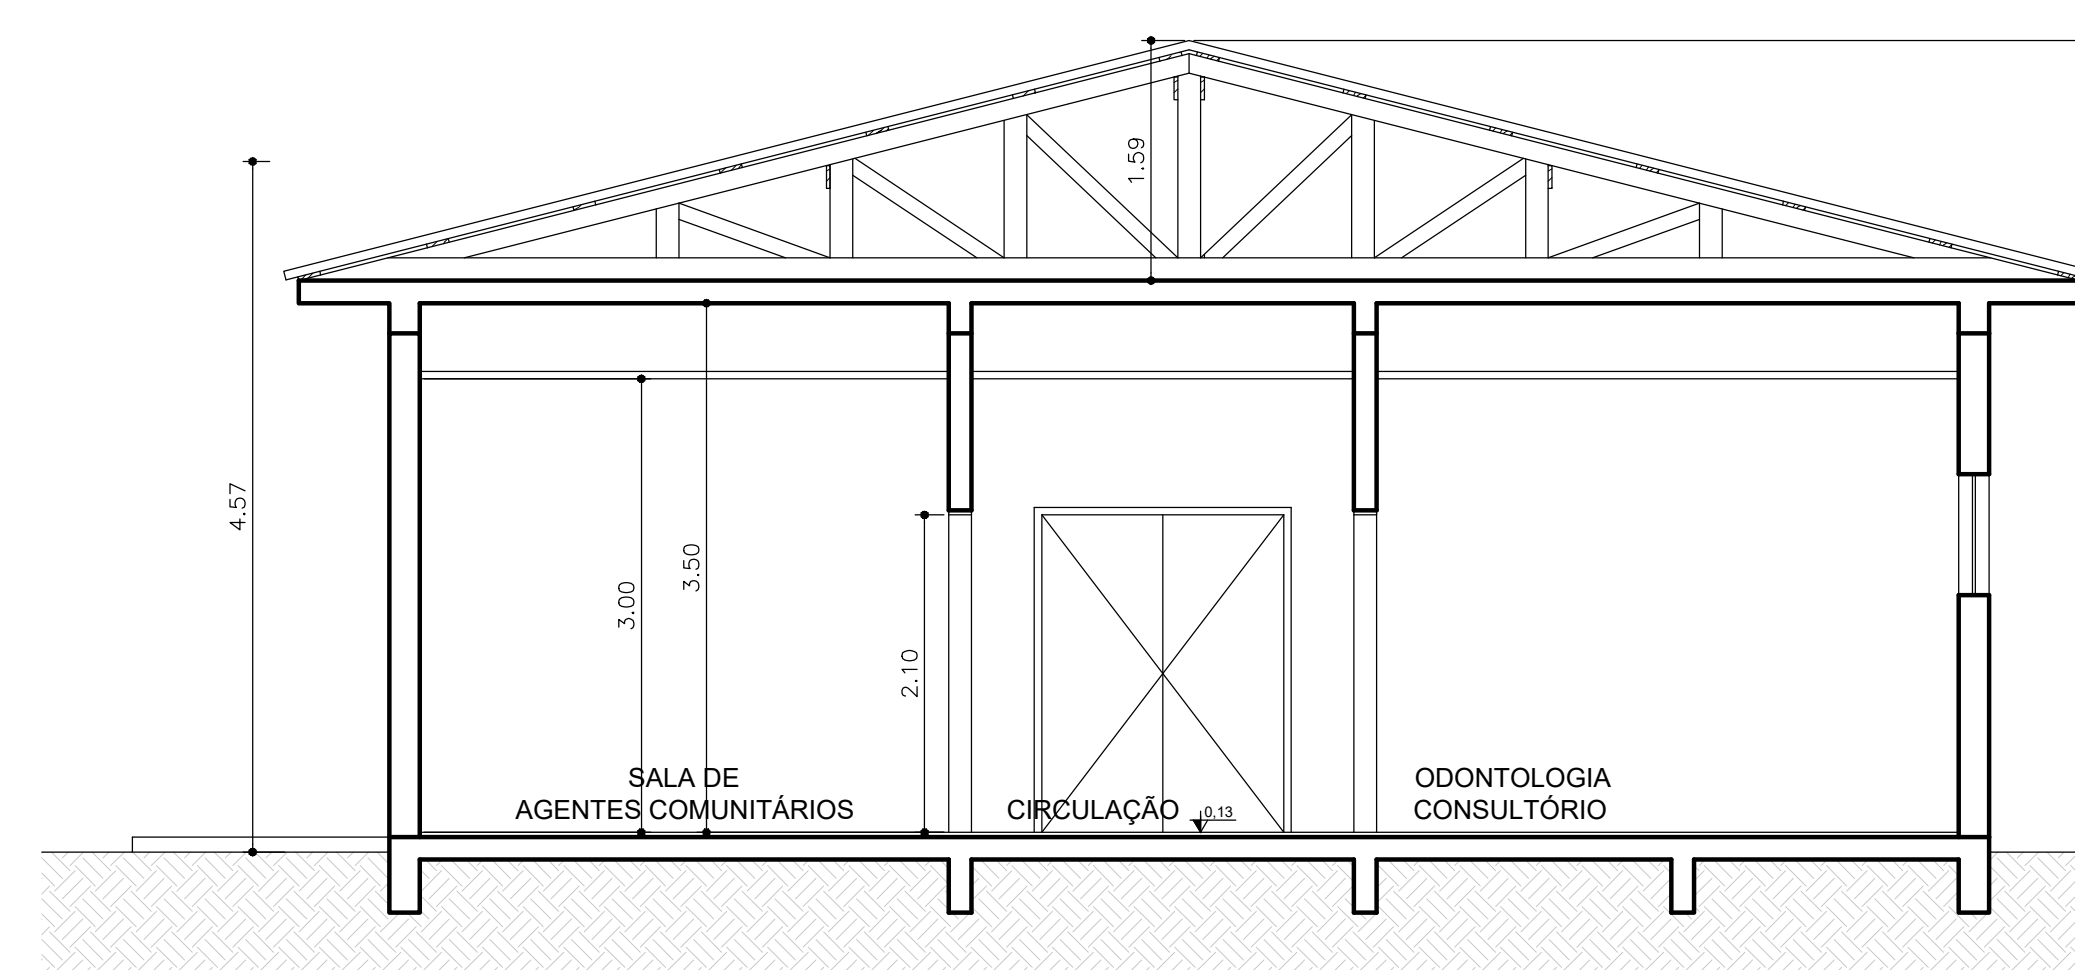 1.59
4.57
3.50
3.00
2.10
SALA DE
AGENTES COMUNITÁRIOS
CIRCULAÇÃO
0,13
ODONTOLOGIA
CONSULTÓRIO